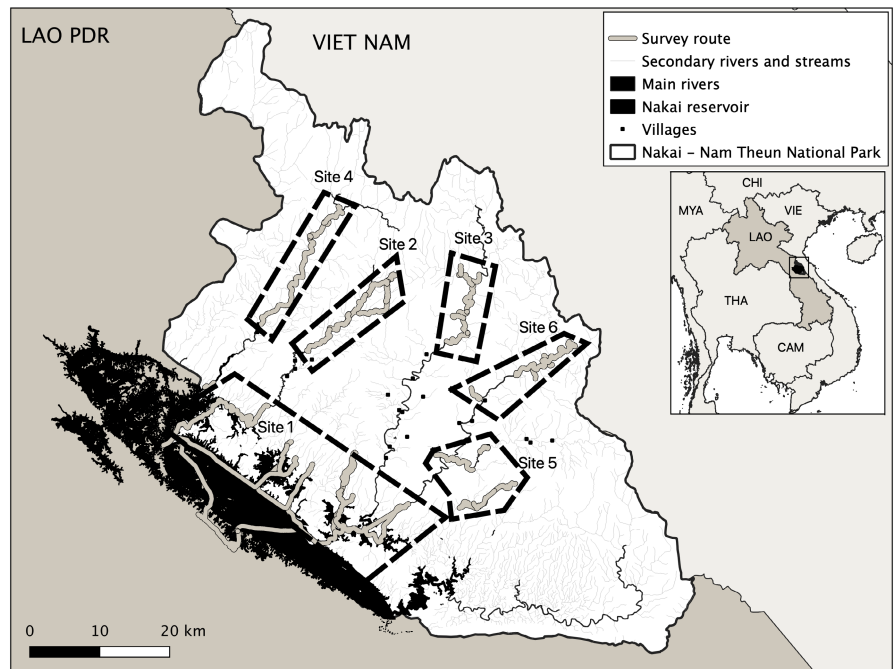 LAO PDR
VIET NAM
Survey route
Secondary rivers and streams
Main rivers
Nakai reservoir
Villages
Nakai – Nam Theun National Park
CHI
MYA
VIE
LAO
THA
CAM
Site 4
Site 2
Site 3
Site 6
Site 1
Site 5
0 10 20 km